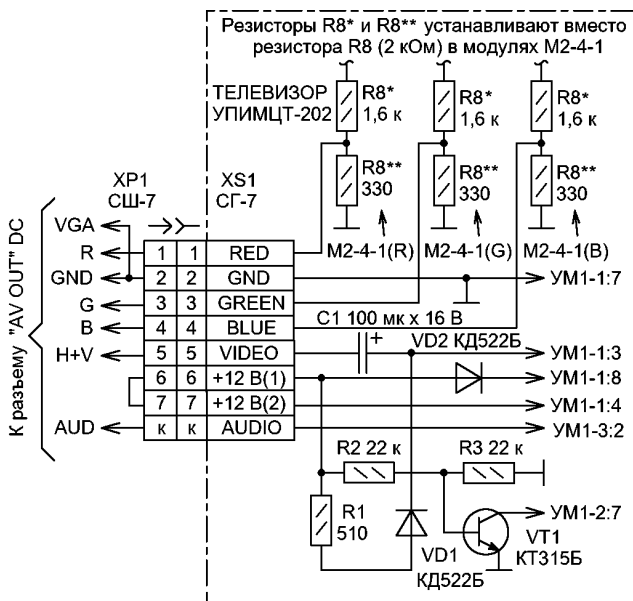 Резисторы R8* и R8** устанавливают вместо
резистора R8 (2 кОм) в модулях М2-4-1
ТЕЛЕВИЗОР
УПИМЦТ-202
R8*
1,6 к
R8*
1,6 к
R8*
1,6 к
R8**
330
R8**
330
R8**
330
М2-4-1(R)
М2-4-1(G)
М2-4-1(B)
XP1
СШ-7
XS1
СГ-7
К разъему "AV OUT" DC
VGA
R 1 1 RED
GND 2 2 GND УМ1-1:7
G 3 3 GREEN
C1 100 мк x 16 В
B 4 4 BLUE
VD2 КД522Б
H+V 5 5 VIDEO УМ1-1:3
+
6 6 +12 В(1) УМ1-1:8
7 7 +12 В(2) УМ1-1:4
AUD к к AUDIO УМ1-3:2
R2 22 к
R3 22 к
R1
510
VD1
КД522Б
УМ1-2:7
VT1
КТ315Б